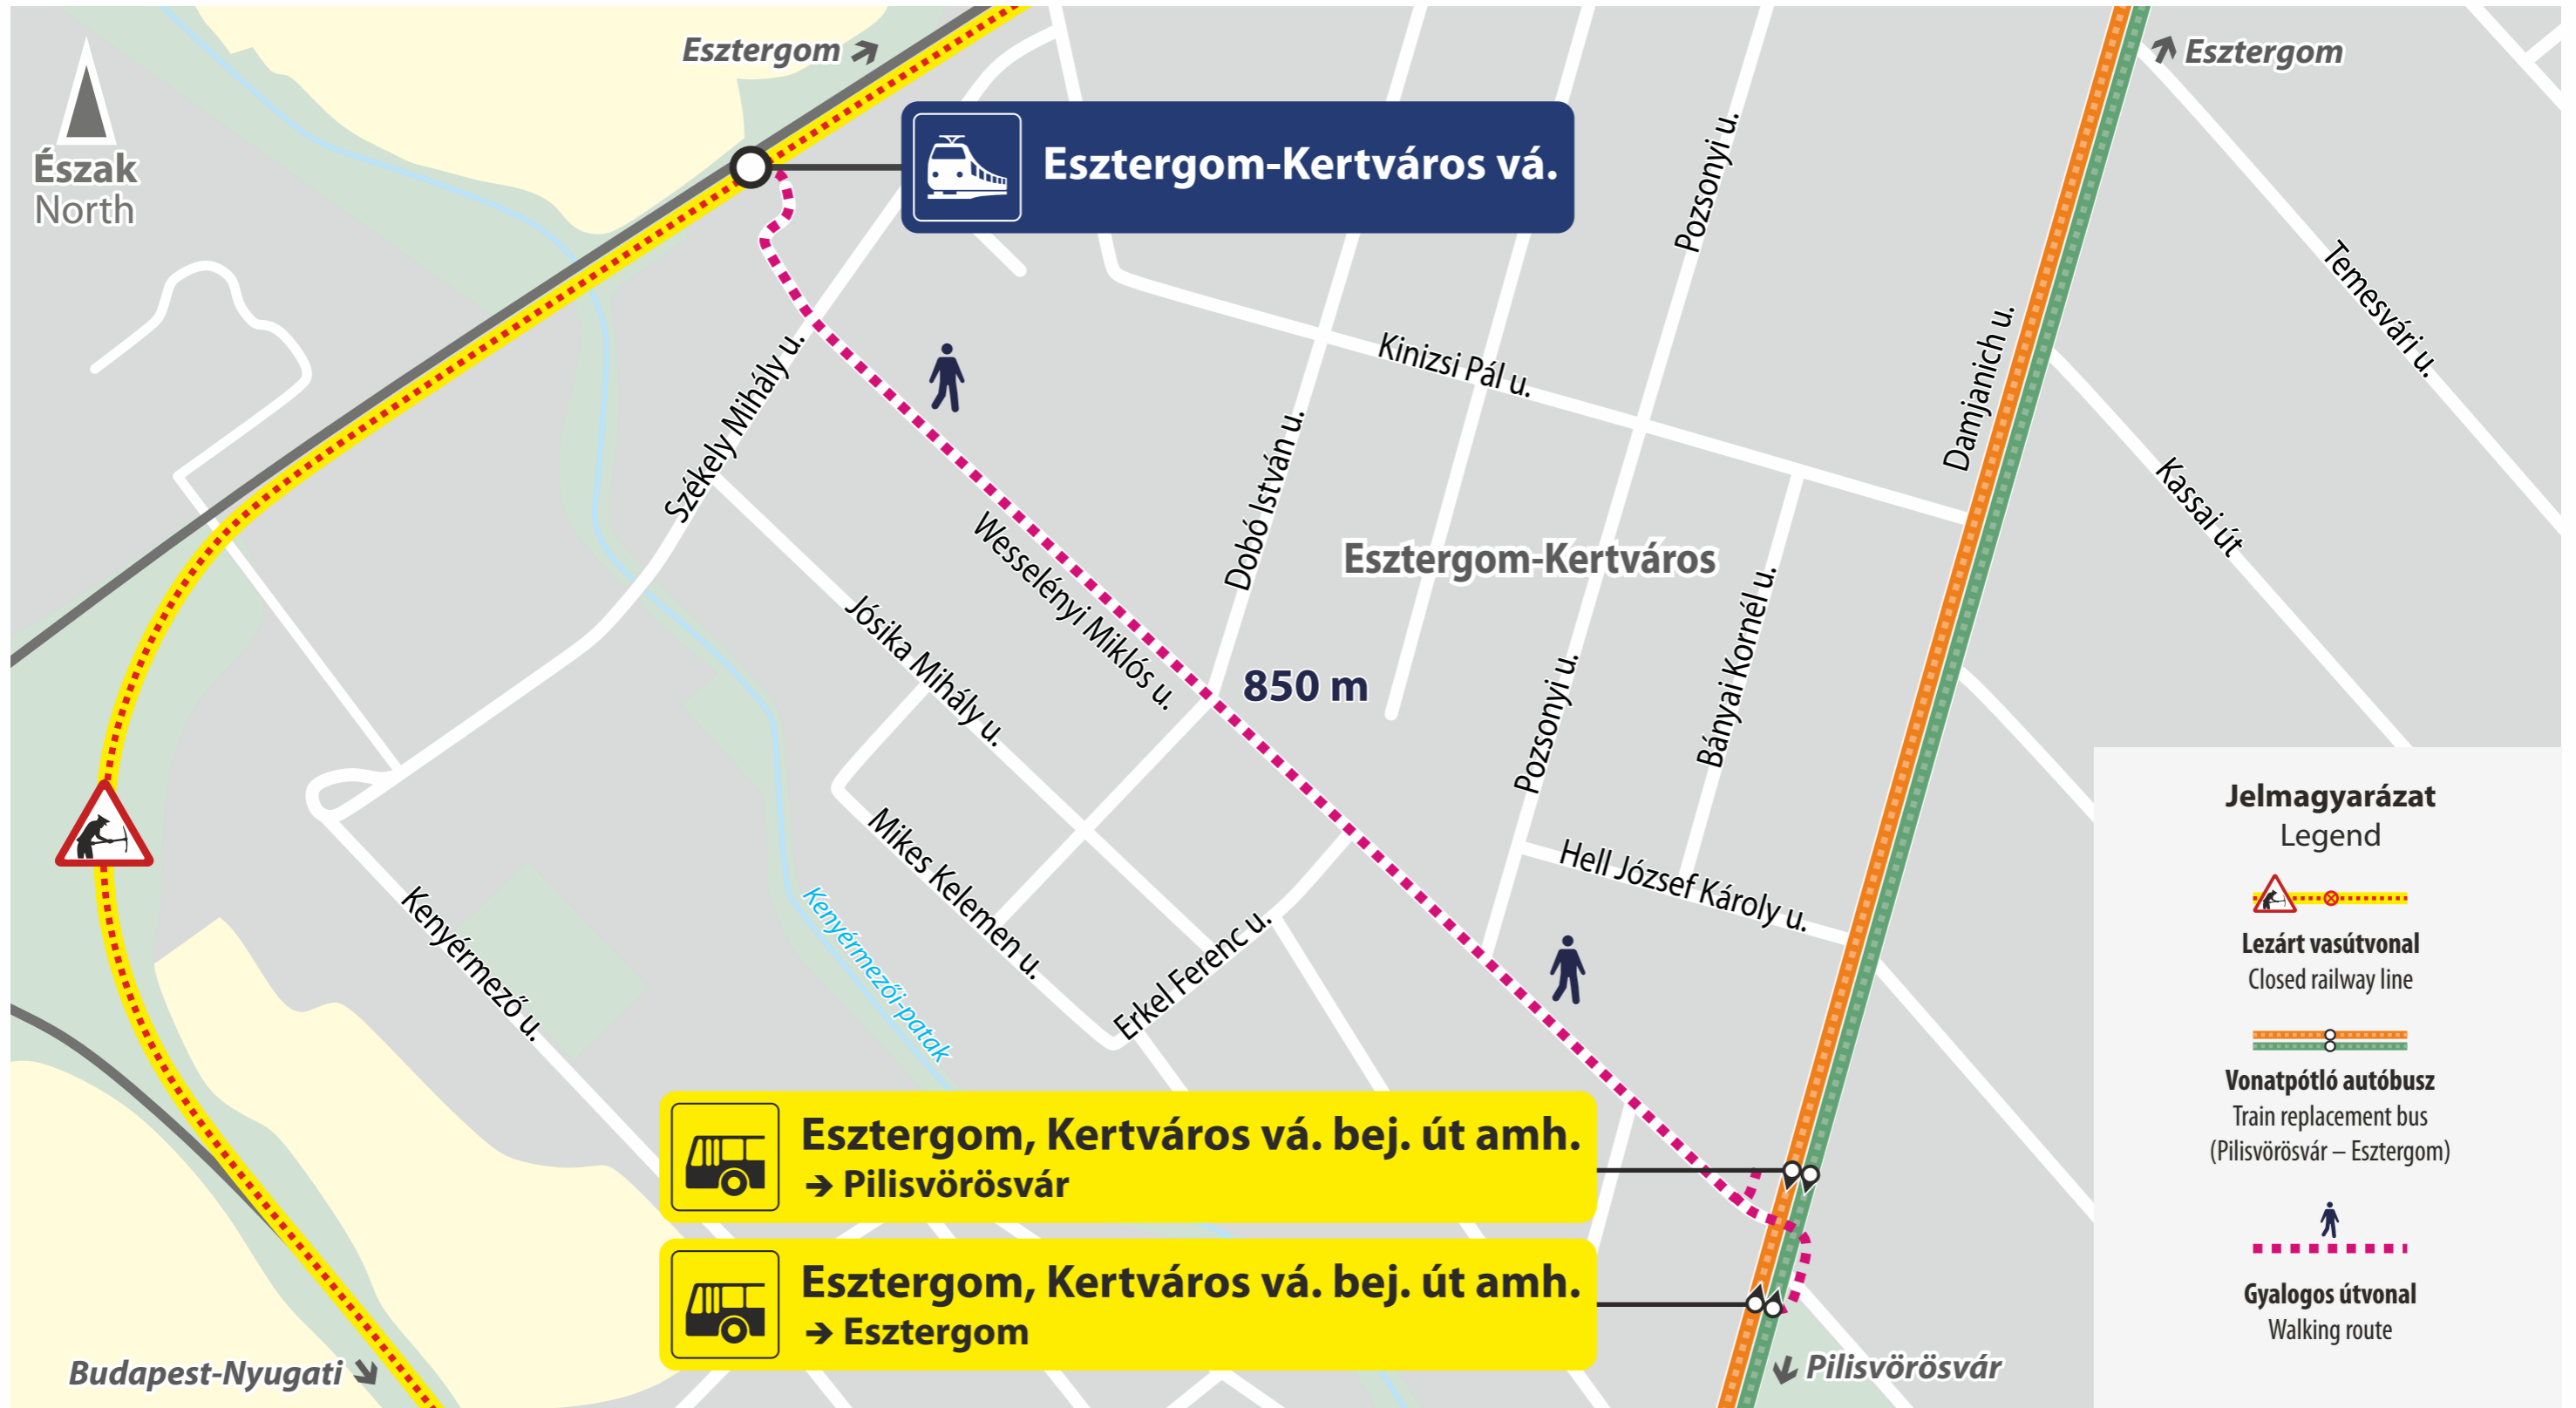 Esztergom
Esztergom
Észak
North
Esztergom-Kertváros vá.
Pozsonyi u.
Temesvári u.
Damjanich u.
Kinizsi Pál u.
Székely Mihály u.
Dobó István u.
Kassai út
Wesselényi Miklós u.
Esztergom-Kertváros
Bányai Kornél u.
Jósika Mihály u.
850 m
Pozsonyi u.
Mikes Kelemen u.
Hell József Károly u.
Kenyérmező u.
Kenyérmezői-patak
Erkel Ferenc u.
Esztergom, Kertváros vá. bej. út amh.
➔ Pilisvörösvár
Esztergom, Kertváros vá. bej. út amh.
➔ Esztergom
Budapest-Nyugati
Pilisvörösvár
Jelmagyarázat
Legend
Lezárt vasútvonal
Closed railway line
Vonatpótló autóbusz
Train replacement bus
(Pilisvörösvár – Esztergom)
Gyalogos útvonal
Walking route